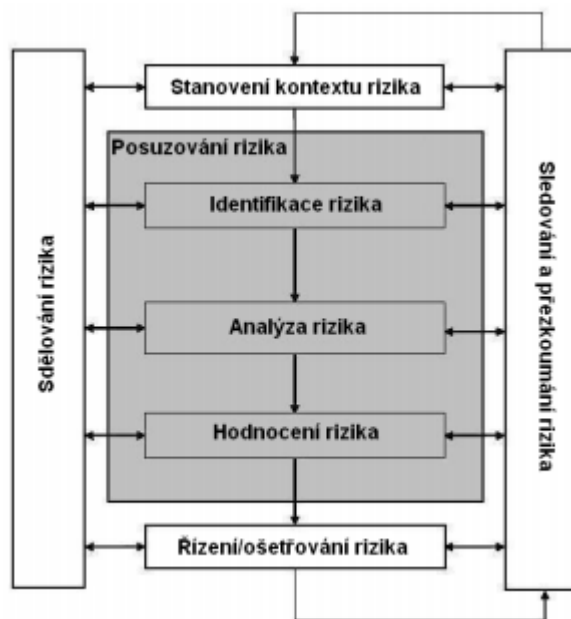 Stanovení kontextu rizika
Posuzování rizika
Identifikace rizika
Analýza rizika
Hodnocení rizika
Řízení/ošetřování rizika
Sdělování rizika
Sledování a přezkoumání rizika